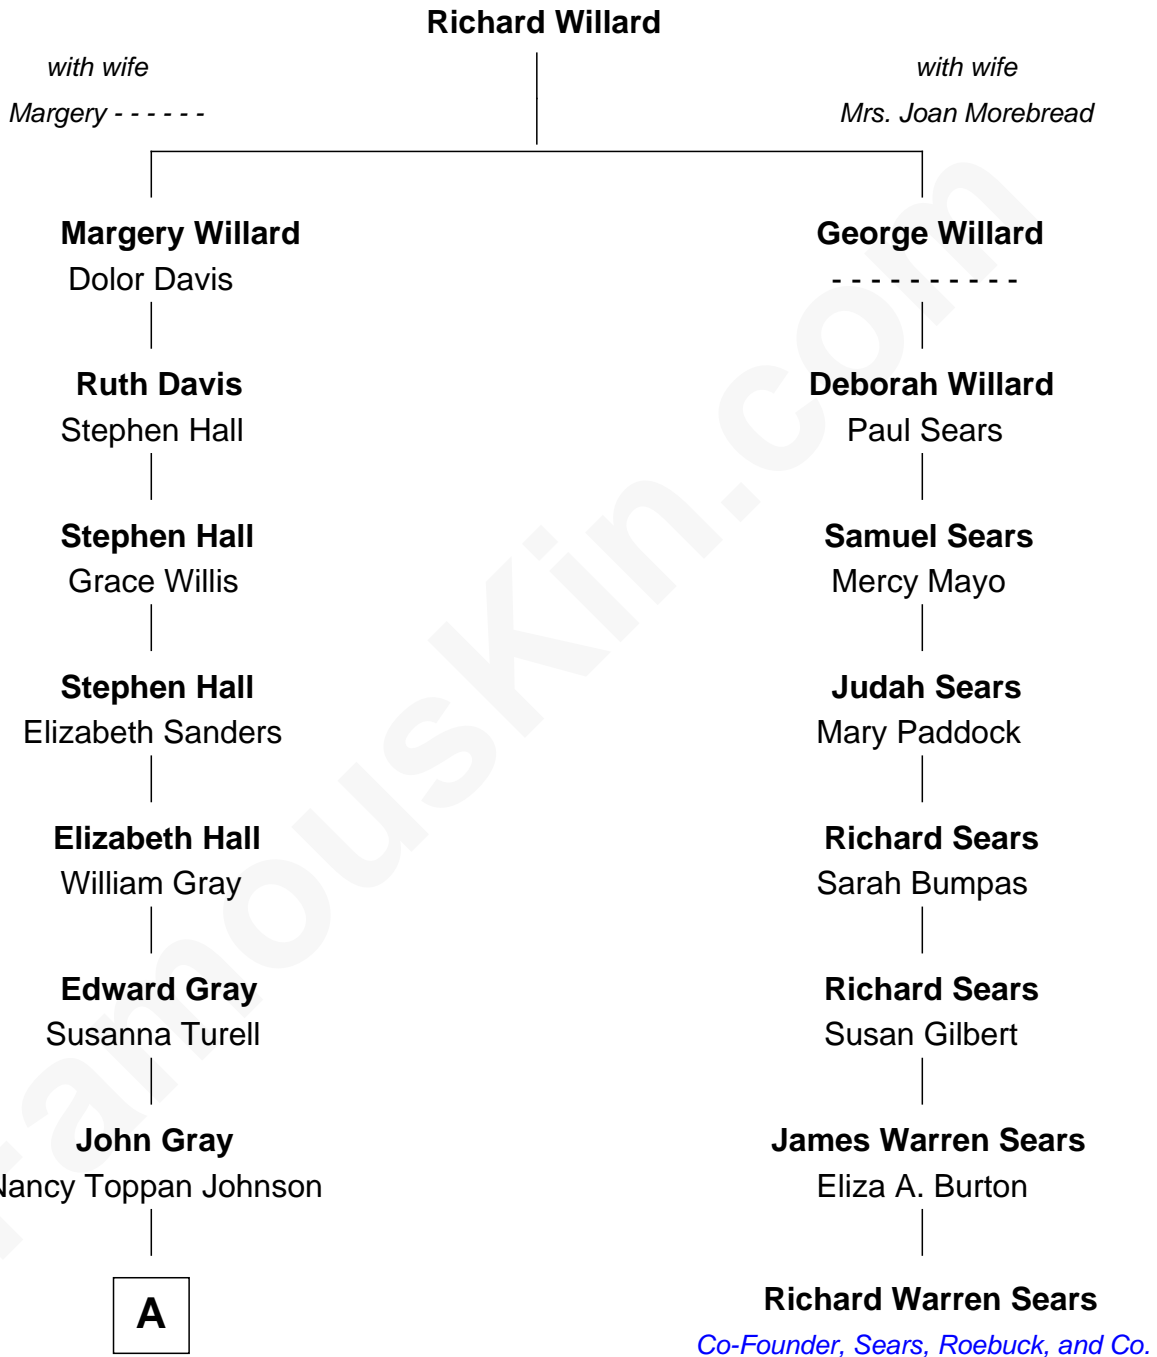 Richard Willard
with wife
Margery - - - - - -
with wife
Mrs. Joan Morebread
Margery Willard
Dolor Davis
George Willard
- - - - - - - - - -
Ruth Davis
Stephen Hall
Deborah Willard
Paul Sears
Stephen Hall
Grace Willis
Samuel Sears
Mercy Mayo
Stephen Hall
Elizabeth Sanders
Judah Sears
Mary Paddock
Elizabeth Hall
William Gray
Richard Sears
Sarah Bumpas
Edward Gray
Susanna Turell
Richard Sears
Susan Gilbert
John Gray
Nancy Toppan Johnson
James Warren Sears
Eliza A. Burton
A
Richard Warren Sears
Co-Founder, Sears, Roebuck, and Co.
FamousKin.com